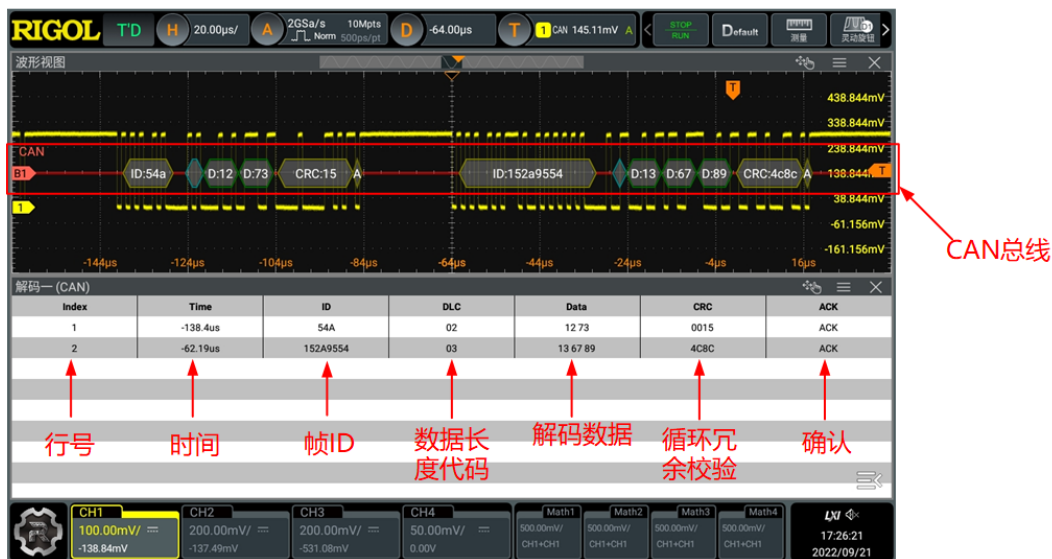 RIGOL T'D H 20.00μs/ A 2GSa/s 10Mpts Norm 500ps/pt D -64.00μs T 1 CAN 145.11mV A < STOP RUN Default 测量 灵动旋钮 >
波形视图
T
438.844mV
338.844mV
CAN
238.844mV
B1 ID:54a D:12 D:73 CRC:15 A ID:152a9554 D:13 D:67 D:89 CRC:4c8c A 138.844 T
1 38.844mV
-61.156mV
-161.156mV
-144μs -124μs -104μs -84μs -64μs -44μs -24μs -4μs 16μs
CAN总线
解码一 (CAN)
Index Time ID DLC Data CRC ACK
1 -138.4us 54A 02 12 73 0015 ACK
2 -62.19us 152A9554 03 13 67 89 4C8C ACK
行号 时间 帧ID 数据长度代码 解码数据 循环冗余校验 确认
CH1 CH2 CH3 CH4 Math1 Math2 Math3 Math4 LXI
100.00mV/ 200.00mV/ 200.00mV/ 50.00mV/ 500.00mV/ 500.00mV/ 500.00mV/ 500.00mV/ 17:26:21
-138.84mV -137.49mV -531.08mV 0.00V CH1+CH1 CH1+CH1 CH1+CH1 CH1+CH1 2022/09/21